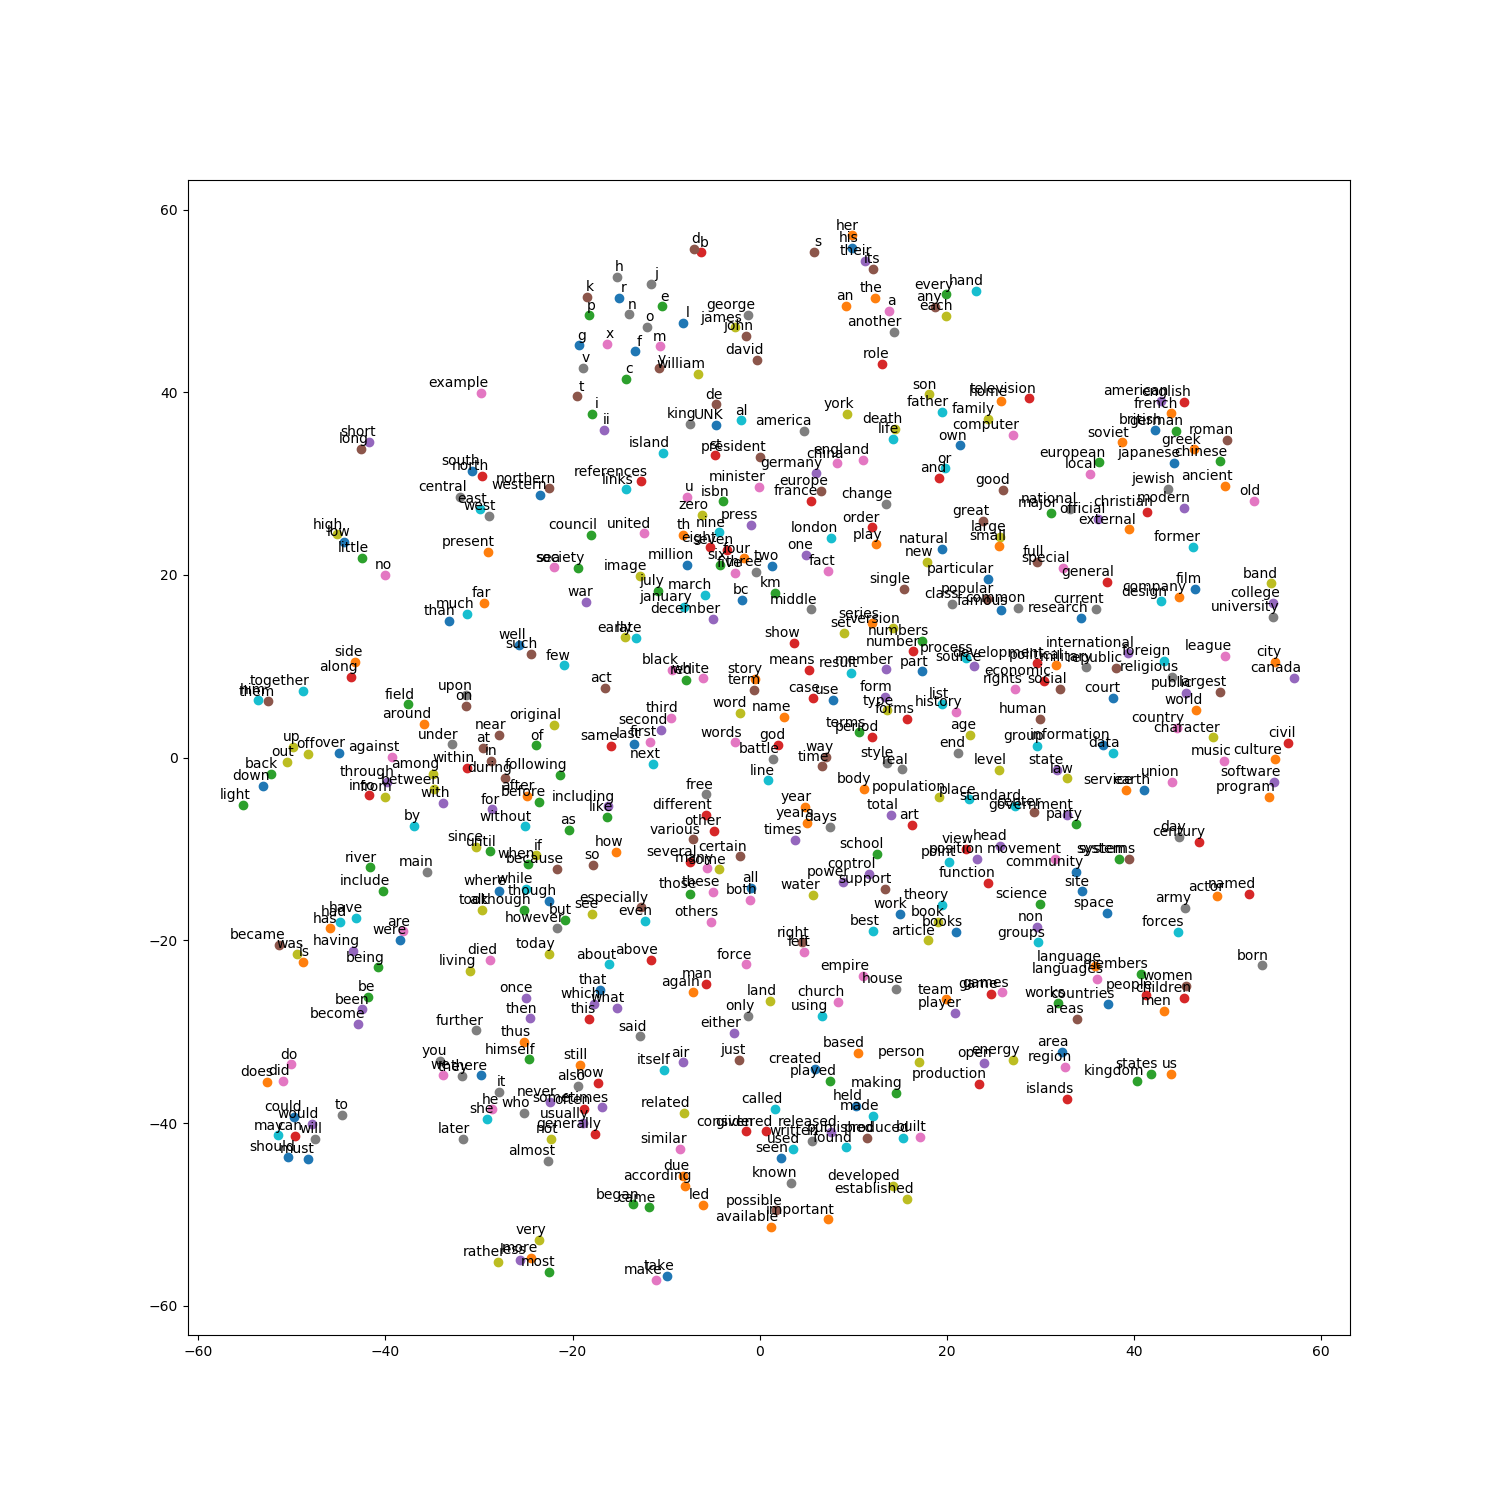 60
her
his
their
its
s
d
b
h
j
k
r
p
n
e
o
l
g
x
f
m
v
y
c
t
i
ii
george
james
john
david
william
an
the
a
another
every
any
each
hand
role
40
example
short
long
de
king
UNK
al
island
st
president
america
york
son
father
family
home
television
computer
death
life
own
england
china
germany
europe
france
or
and
american
english
french
british
german
soviet
greek
roman
european
japanese
chinese
local
jewish
ancient
good
south
north
northern
western
central
east
west
references
links
minister
u
isbn
zero
press
change
national
major
official
christian
modern
old
external
former
great
large
small
high
low
little
no
present
council
united
th
nine
eight
seven
four
six
five
three
two
million
london
one
order
play
fact
natural
new
full
special
20
sea
society
image
july
march
january
december
bc
km
middle
single
particular
popular
class
famous
common
general
current
research
company
design
film
band
college
university
far
much
than
war
well
such
few
early
late
show
series
version
set
numbers
number
process
source
development
political
military
international
republic
foreign
religious
league
city
canada
side
along
together
him
them
field
around
upon
on
act
black
red
white
story
term
means
result
member
part
case
use
form
type
forms
list
history
economic
rights
social
court
public
largest
world
country
character
human
up
off
over
out
back
down
light
against
under
near
at
in
of
original
third
second
first
last
same
next
word
name
words
god
battle
terms
period
way
time
style
real
age
end
group
information
data
music
culture
civil
0
through
into
from
between
among
within
during
following
with
for
after
before
line
body
level
state
law
service
earth
union
software
program
by
without
including
like
as
free
different
other
various
year
years
days
times
total
art
population
place
standard
center
government
party
day
century
since
until
when
if
because
how
so
several
many
some
certain
school
view
position
point
head
movement
community
system
systems
river
main
include
where
while
though
took
although
but
however
especially
see
even
those
these
both
all
others
water
control
power
support
function
theory
work
book
books
best
article
science
site
space
non
groups
army
actor
named
forces
−20
has
had
have
are
were
having
being
became
was
is
died
living
today
about
above
force
right
left
man
again
empire
house
language
languages
members
women
people
children
men
born
be
been
become
once
then
that
which
what
this
land
only
church
using
team
player
games
game
works
countries
areas
further
thus
said
either
do
did
does
you
we
they
there
himself
still
itself
air
just
created
played
based
person
open
energy
area
region
production
islands
kingdom
states
us
could
would
may
can
will
to
should
must
it
he
she
who
never
also
now
sometimes
often
usually
generally
not
later
almost
related
called
held
making
made
similar
considered
given
released
written
published
produced
built
used
found
seen
−40
due
according
known
developed
established
began
came
led
possible
available
important
very
rather
less
more
most
make
take
−60
−60
−40
−20
0
20
40
60